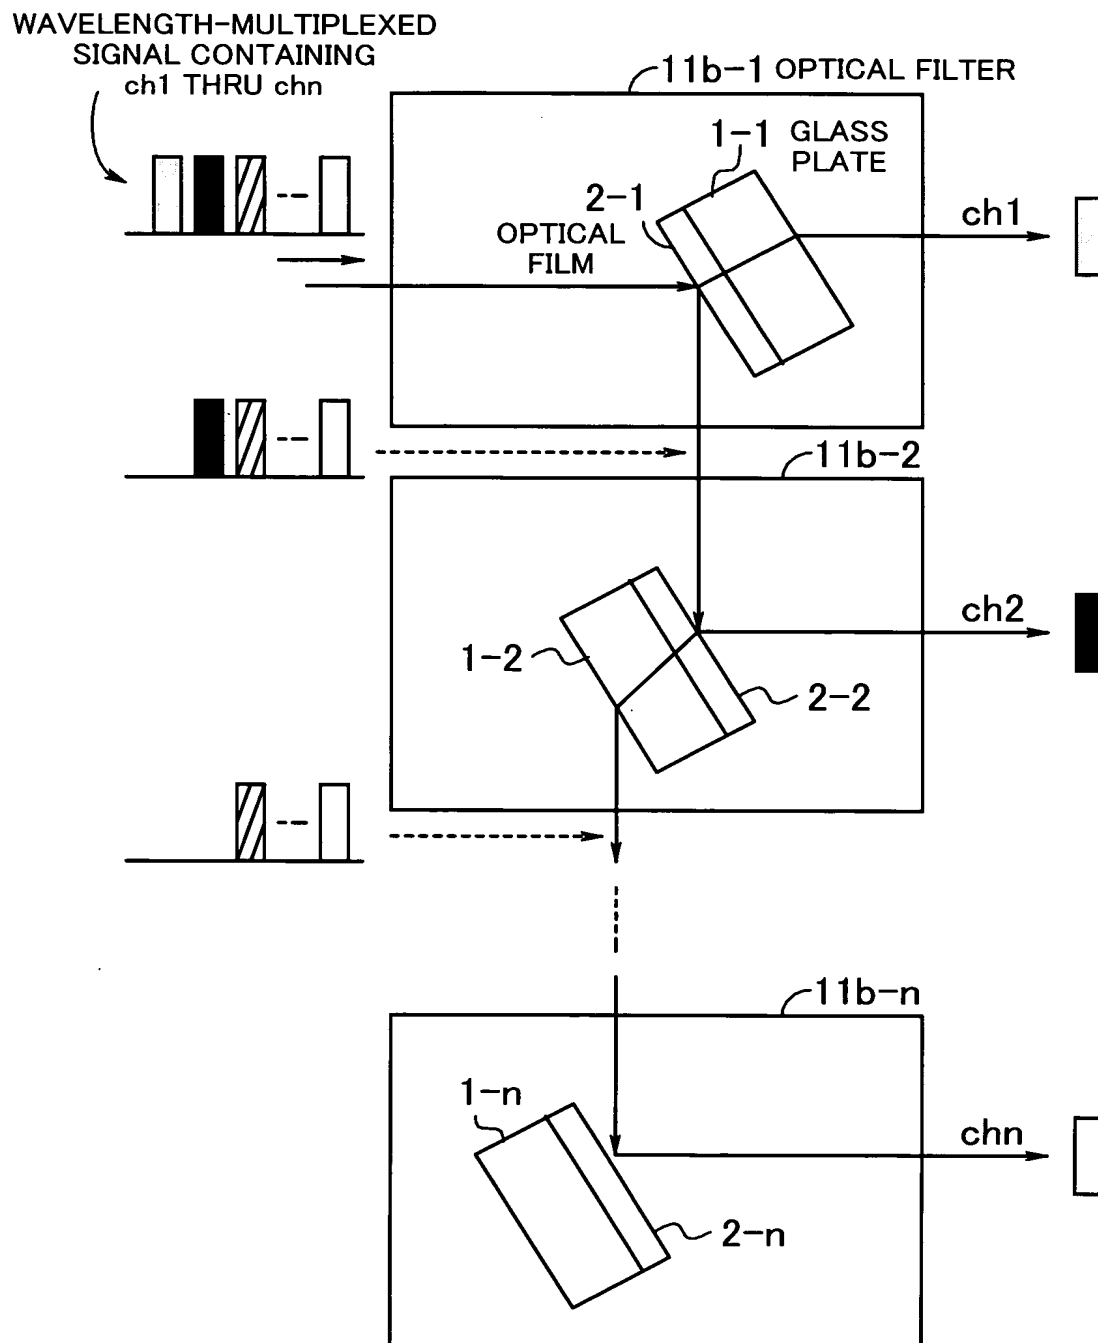 WAVELENGTH-MULTIPLEXED
SIGNAL CONTAINING
ch1 THRU chn
11b-1 OPTICAL FILTER
1-1 GLASS
PLATE
2-1
OPTICAL
FILM
ch1
11b-2
ch2
1-2
2-2
11b-n
1-n
chn
2-n